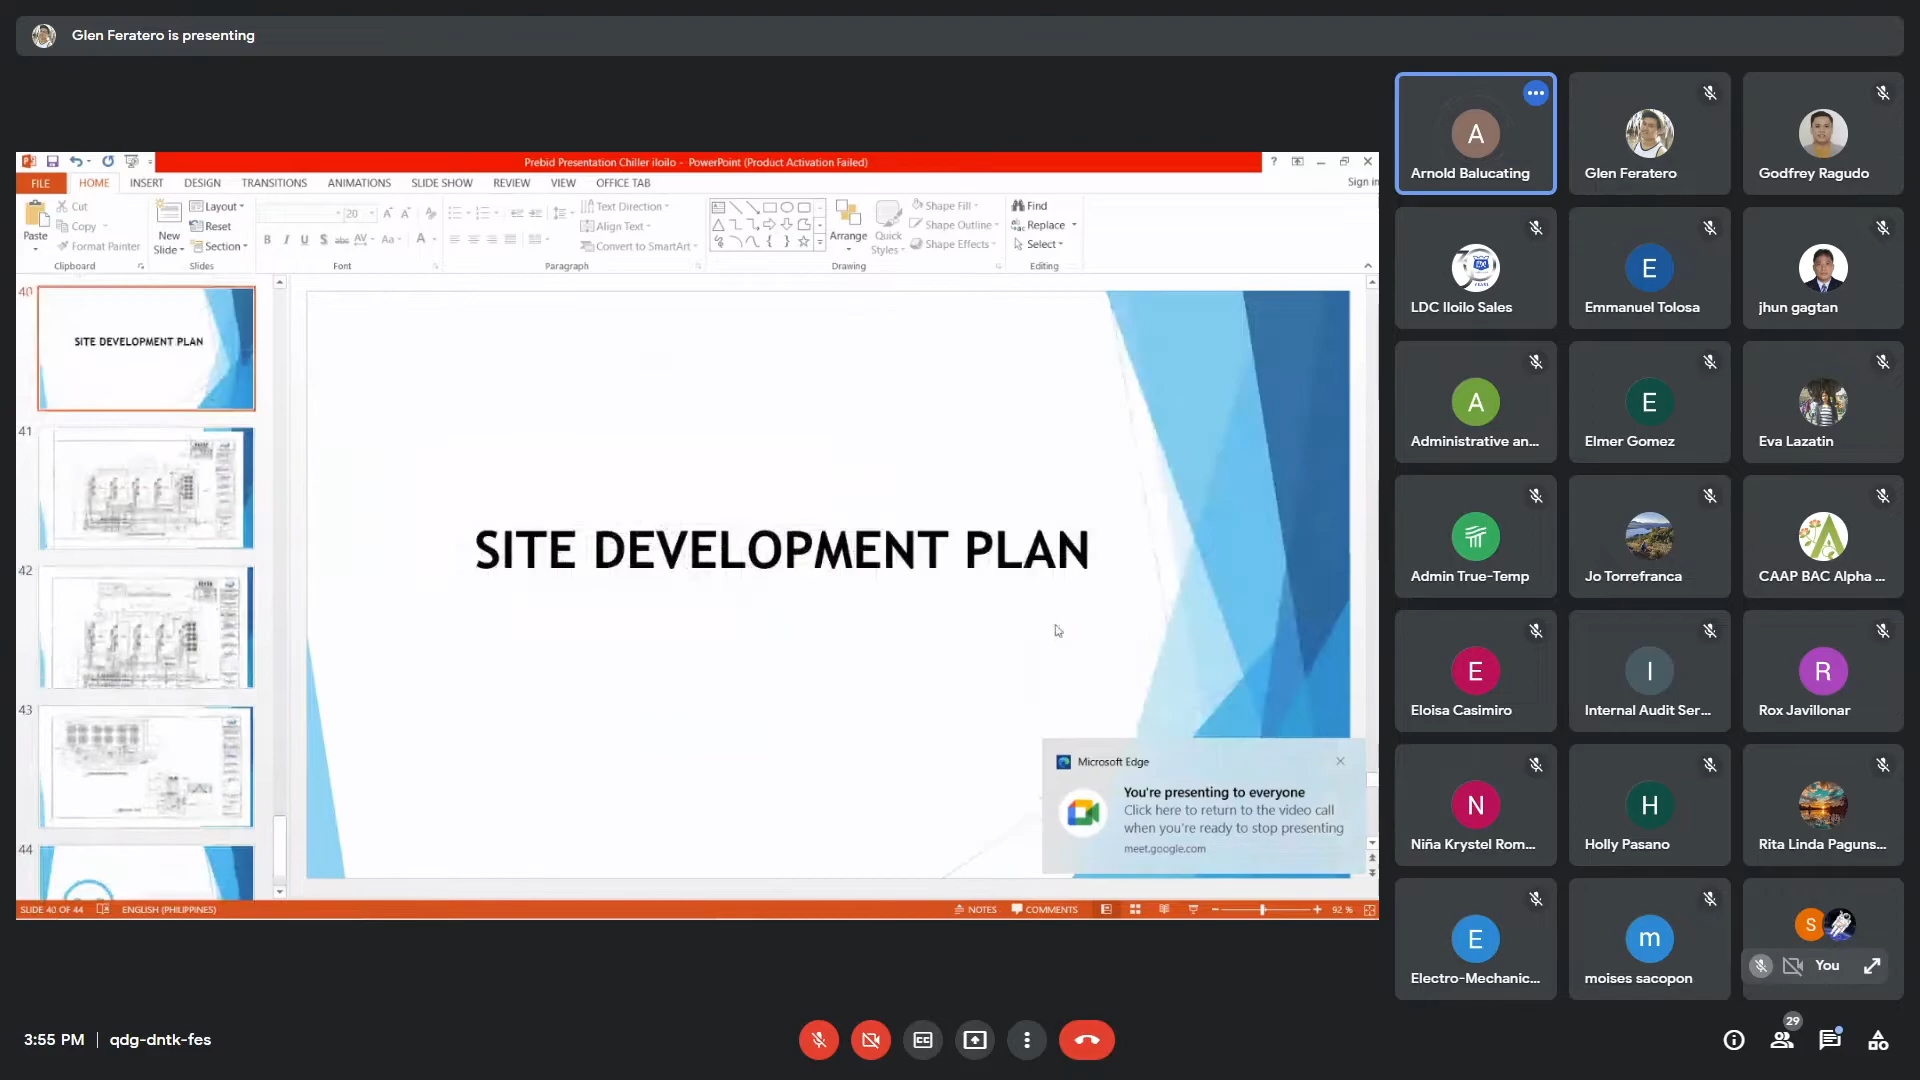 Glen Feratero is presenting
Prebid Presentation Chiller iloilo - PowerPoint (Product Activation Failed)
?
FILE HOME INSERT DESIGN TRANSITIONS ANIMATIONS SLIDE SHOW REVIEW VIEW OFFICE TAB Sign in
Paste
Cut
Copy
Format Painter
Clipboard
New
Slide
Layout
Reset
Section
Slides
20
Font
Text Direction
Align Text
Convert to SmartArt
Paragraph
Arrange
Quick
Styles
Shape Fill
Shape Outline
Shape Effects
Drawing
Find
Replace
Select
Editing
40
SITE DEVELOPMENT PLAN
41
42
43
44
SITE DEVELOPMENT PLAN
Microsoft Edge
You're presenting to everyone
Click here to return to the video call
when you're ready to stop presenting
meet.google.com
SLIDE 40 OF 44 ENGLISH (PHILIPPINES) NOTES COMMENTS 92 %
A
Arnold Balucating
Glen Feratero
Godfrey Ragudo
LDC Iloilo Sales
E
Emmanuel Tolosa
jhun gagtan
A
Administrative an...
E
Elmer Gomez
Eva Lazatin
Admin True-Temp
Jo Torrefranca
CAAP BAC Alpha ...
E
Eloisa Casimiro
I
Internal Audit Ser...
R
Rox Javillonar
N
Niña Krystel Rom...
H
Holly Pasano
Rita Linda Paguns...
E
Electro-Mechanic...
m
moises sacopon
S
You
3:55 PM | qdg-dntk-fes
29